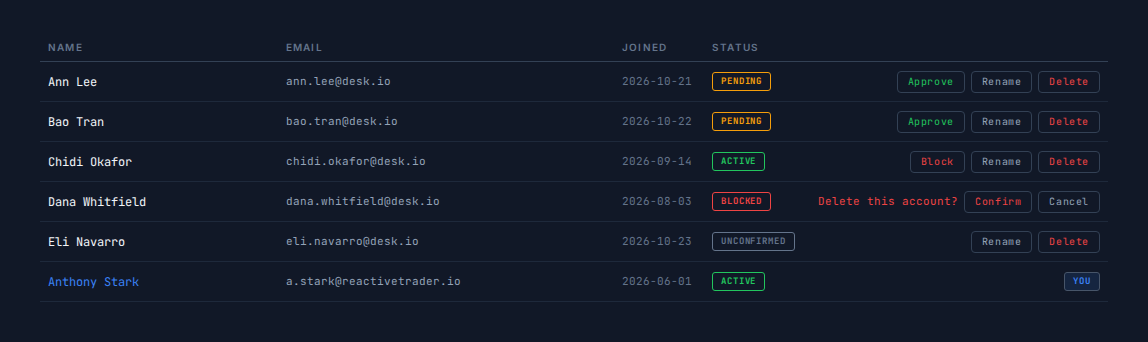 NAME EMAIL JOINED STATUS
Ann Lee ann.lee@desk.io 2026-10-21 PENDING Approve Rename Delete
Bao Tran bao.tran@desk.io 2026-10-22 PENDING Approve Rename Delete
Chidi Okafor chidi.okafor@desk.io 2026-09-14 ACTIVE Block Rename Delete
Dana Whitfield dana.whitfield@desk.io 2026-08-03 BLOCKED Delete this account? Confirm Cancel
Eli Navarro eli.navarro@desk.io 2026-10-23 UNCONFIRMED Rename Delete
Anthony Stark a.stark@reactivetrader.io 2026-06-01 ACTIVE YOU